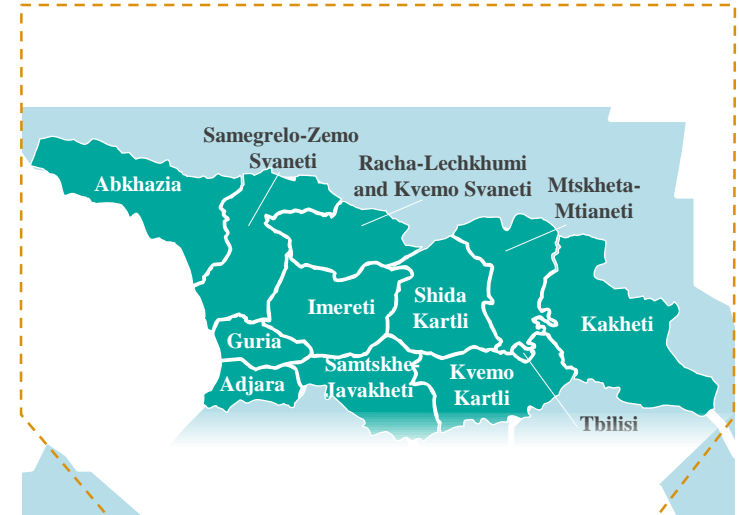 Samegrelo-Zemo
Svaneti
Racha-Lechkhumi
and Kvemo Svaneti
Mtskheta-
Mtianeti
Abkhazia
Imereti
Shida
Kartli
Kakheti
Guria
Adjara
Samtskhe-
Javakheti
Kvemo
Kartli
Tbilisi